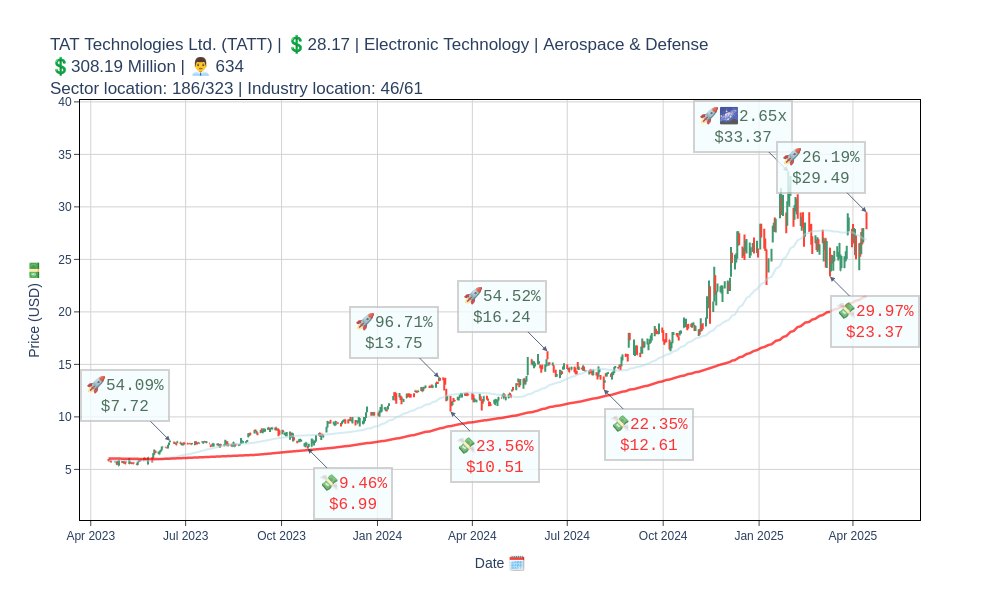 TAT Technologies Ltd. (TATT) | 💲28.17 | Electronic Technology | Aerospace & Defense
💲308.19 Million | 👨‍💼 634
Sector location: 186/323 | Industry location: 46/61
40
35
30
25
20
15
10
5
Price (USD) 💵
🚀🌌2.65x
$33.37
🚀26.19%
$29.49
🚀54.52%
$16.24
🚀96.71%
$13.75
🚀54.09%
$7.72
💸29.97%
$23.37
💸22.35%
$12.61
💸23.56%
$10.51
💸9.46%
$6.99
Apr 2023
Jul 2023
Oct 2023
Jan 2024
Apr 2024
Jul 2024
Oct 2024
Jan 2025
Apr 2025
Date 🗓️